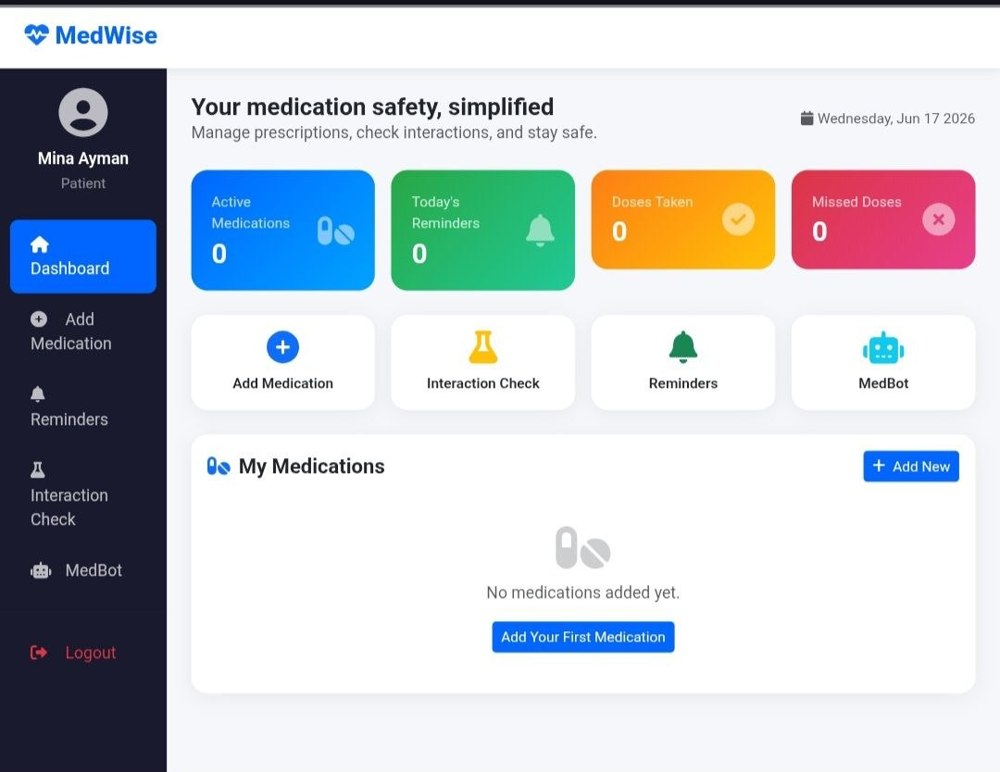 MedWise
Mina Ayman
Patient
Dashboard
Add
Medication
Reminders
Interaction
Check
MedBot
Logout
Your medication safety, simplified
Manage prescriptions, check interactions, and stay safe.
Wednesday, Jun 17 2026
Active
Medications
0
Today's
Reminders
0
Doses Taken
0
Missed Doses
0
Add Medication
Interaction Check
Reminders
MedBot
My Medications
Add New
No medications added yet.
Add Your First Medication